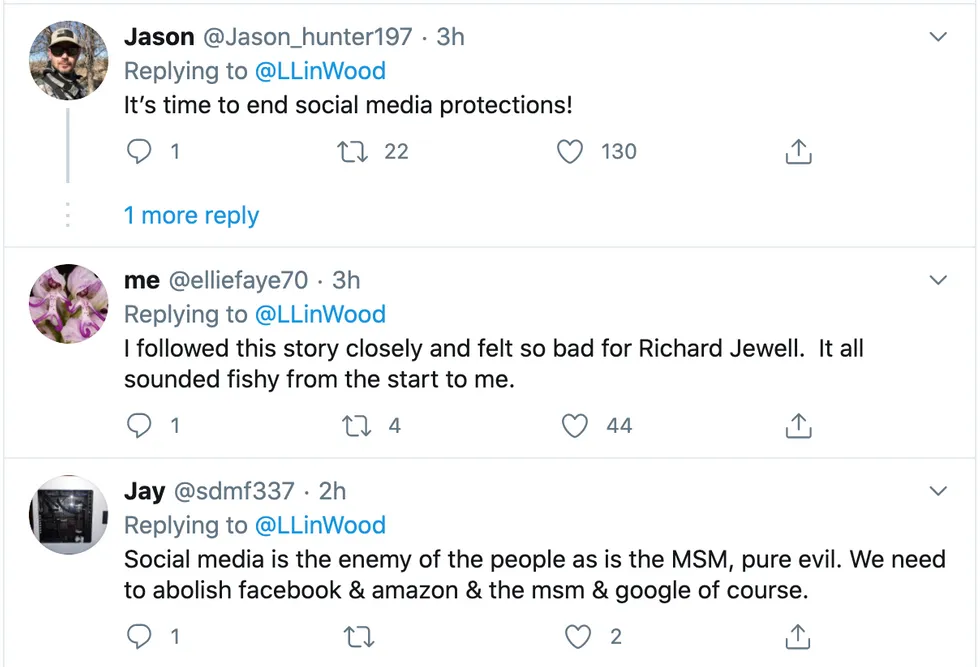 Jason @Jason_hunter197 · 3h
Replying to @LLinWood
It’s time to end social media protections!
1 22 130
1 more reply
me @elliefaye70 · 3h
Replying to @LLinWood
I followed this story closely and felt so bad for Richard Jewell.  It all
sounded fishy from the start to me.
1 4 44
Jay @sdmf337 · 2h
Replying to @LLinWood
Social media is the enemy of the people as is the MSM, pure evil. We need
to abolish facebook & amazon & the msm & google of course.
1 2